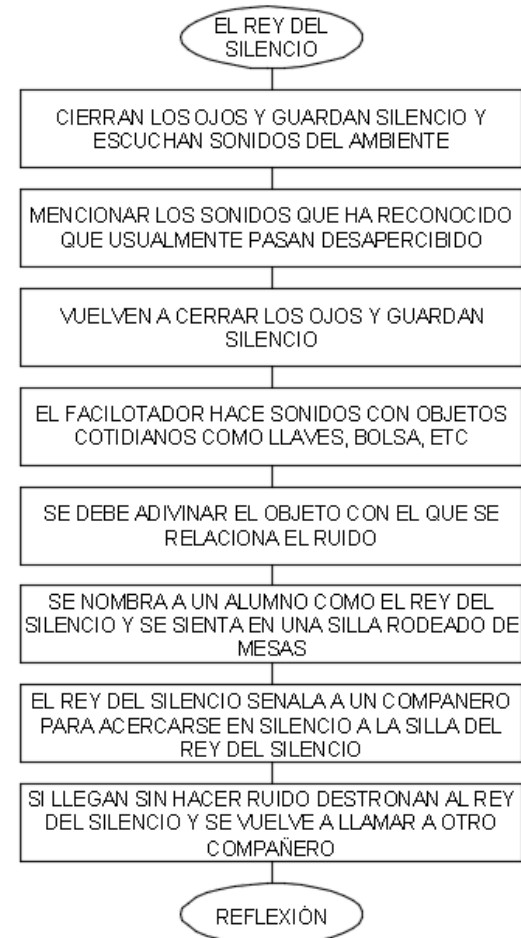 EL REY DEL
SILENCIO
CIERRAN LOS OJOS Y GUARDAN SILENCIO Y
ESCUCHAN SONIDOS DEL AMBIENTE
MENCIONAR LOS SONIDOS QUE HA RECONOCIDO
QUE USUALMENTE PASAN DESAPERCIBIDO
VUELVEN A CERRAR LOS OJOS Y GUARDAN
SILENCIO
EL FACILOTADOR HACE SONIDOS CON OBJETOS
COTIDIANOS COMO LLAVES, BOLSA, ETC
SE DEBE ADIVINAR EL OBJETO CON EL QUE SE
RELACIONA EL RUIDO
SE NOMBRA A UN ALUMNO COMO EL REY DEL
SILENCIO Y SE SIENTA EN UNA SILLA RODEADO DE
MESAS
EL REY DEL SILENCIO SENALA A UN COMPANERO
PARA ACERCARSE EN SILENCIO A LA SILLA DEL
REY DEL SILENCIO
SI LLEGAN SIN HACER RUIDO DESTRONAN AL REY
DEL SILENCIO Y SE VUELVE A LLAMAR A OTRO
COMPAÑERO
REFLEXIÓN